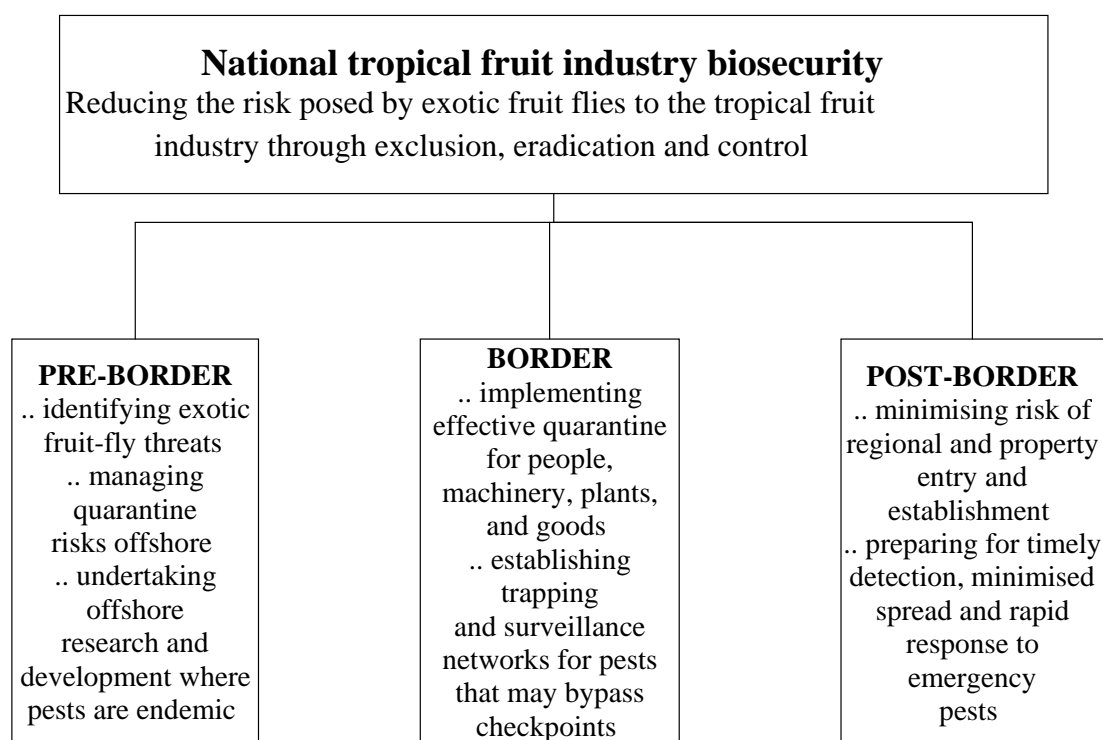 National tropical fruit industry biosecurity
Reducing the risk posed by exotic fruit flies to the tropical fruit
industry through exclusion, eradication and control
PRE-BORDER
.. identifying exotic
fruit-fly threats
.. managing
quarantine
risks offshore
.. undertaking
offshore
research and
development where
pests are endemic
BORDER
.. implementing
effective quarantine
for people,
machinery, plants,
and goods
.. establishing
trapping
and surveillance
networks for pests
that may bypass
checkpoints
POST-BORDER
.. minimising risk of
regional and property
entry and
establishment
.. preparing for timely
detection, minimised
spread and rapid
response to
emergency
pests